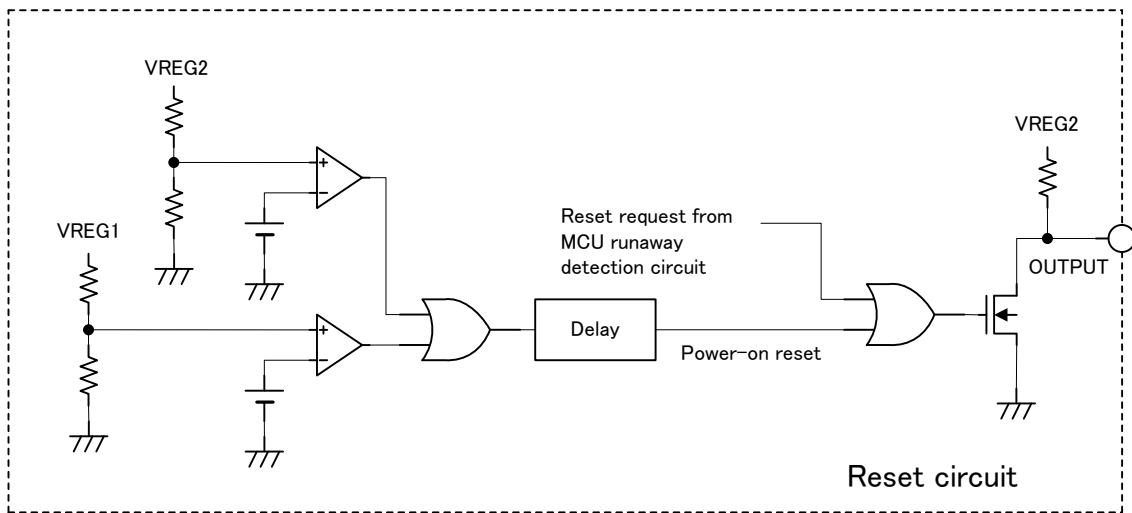 VREG2
VREG1
+
−
+
−
Reset request from
MCU runaway
detection circuit
Delay
Power-on reset
VREG2
OUTPUT
Reset circuit